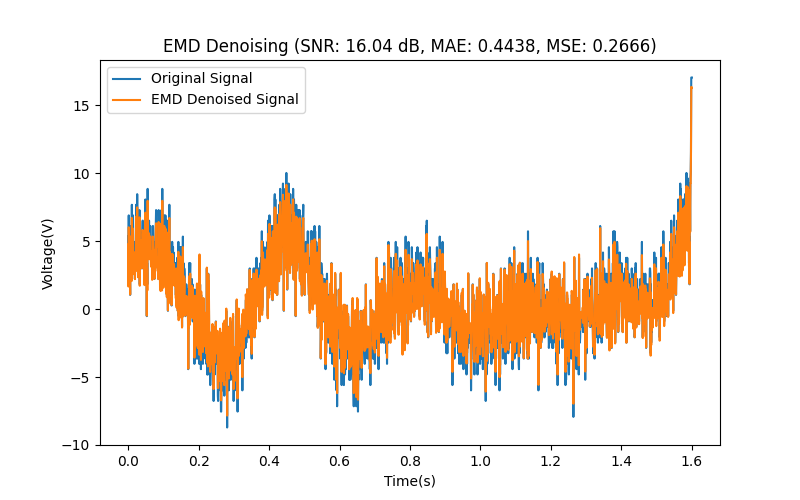 EMD Denoising (SNR: 16.04 dB, MAE: 0.4438, MSE: 0.2666)
Original Signal
EMD Denoised Signal
15
10
5
0
−5
−10
Voltage(V)
0.0 0.2 0.4 0.6 0.8 1.0 1.2 1.4 1.6
Time(s)